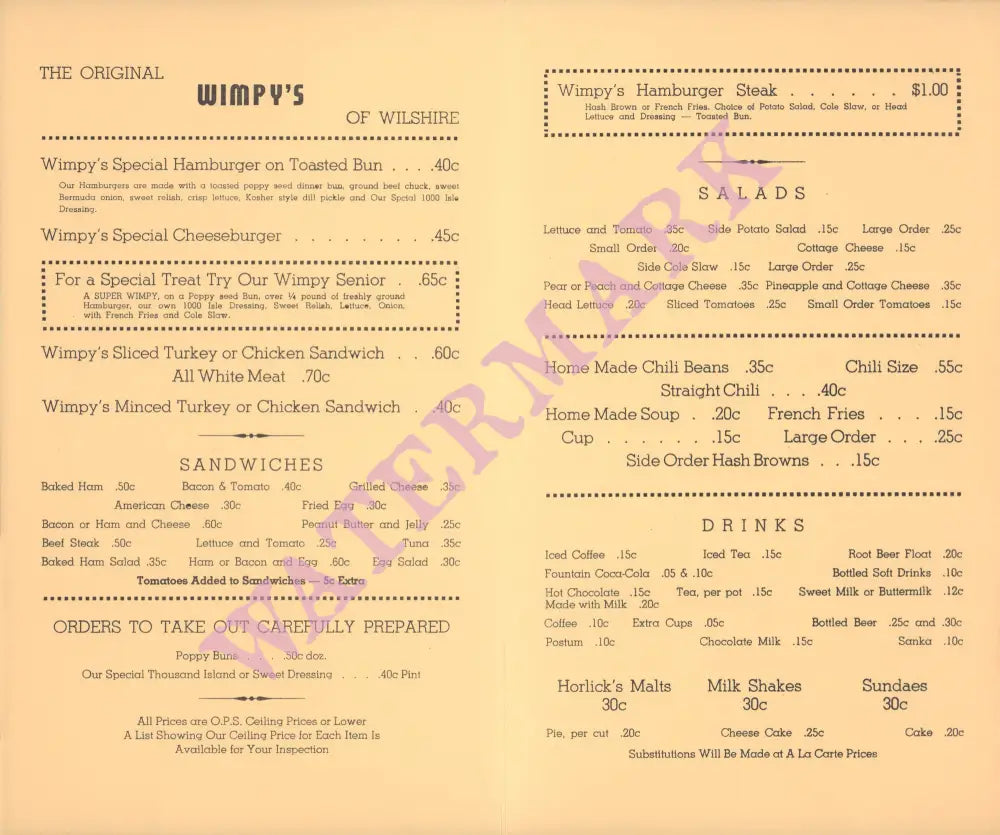 THE ORIGINAL
WIMPY'S
OF WILSHIRE
Wimpy's Special Hamburger on Toasted Bun . . . .40c
Our Hamburgers are made with a toasted poppy seed dinner bun, ground beef chuck, sweet
Bermuda onion, sweet relish, crisp lettuce, Kosher style dill pickle and Our Spcial 1000 Isle
Dressing.
Wimpy's Special Cheeseburger . . . . . . . . .45c
For a Special Treat Try Our Wimpy Senior . .65c
A SUPER WIMPY, on a Poppy seed Bun, over ¼ pound of freshly ground
Hamburger, our own 1000 Isle Dressing, Sweet Relish, Lettuce, Onion,
with French Fries and Cole Slaw.
Wimpy's Sliced Turkey or Chicken Sandwich . . .60c
All White Meat .70c
Wimpy's Minced Turkey or Chicken Sandwich . .40c
SANDWICHES
Baked Ham .50c Bacon & Tomato .40c Grilled Cheese .35c
American Cheese .30c Fried Egg .30c
Bacon or Ham and Cheese .60c Peanut Butter and Jelly .25c
Beef Steak .50c Lettuce and Tomato .25c Tuna .35c
Baked Ham Salad .35c Ham or Bacon and Egg .60c Egg Salad .30c
Tomatoes Added to Sandwiches — 5c Extra
ORDERS TO TAKE OUT CAREFULLY PREPARED
Poppy Buns . . . .50c doz.
Our Special Thousand Island or Sweet Dressing . . . .40c Pint
All Prices are O.P.S. Ceiling Prices or Lower
A List Showing Our Ceiling Price for Each Item Is
Available for Your Inspection
Wimpy's Hamburger Steak . . . . . . $1.00
Hash Brown or French Fries, Choice of Potato Salad, Cole Slaw, or Head
Lettuce and Dressing — Toasted Bun.
SALADS
Lettuce and Tomato .35c Side Potato Salad .15c Large Order .25c
Small Order .20c Cottage Cheese .15c
Side Cole Slaw .15c Large Order .25c
Pear or Peach and Cottage Cheese .35c Pineapple and Cottage Cheese .35c
Head Lettuce .20c Sliced Tomatoes .25c Small Order Tomatoes .15c
Home Made Chili Beans .35c Chili Size .55c
Straight Chili . . . .40c
Home Made Soup . .20c French Fries . . . .15c
Cup . . . . . . .15c Large Order . . . .25c
Side Order Hash Browns . . .15c
DRINKS
Iced Coffee .15c Iced Tea .15c Root Beer Float .20c
Fountain Coca-Cola .05 & .10c Bottled Soft Drinks .10c
Hot Chocolate .15c Tea, per pot .15c Sweet Milk or Buttermilk .12c
Made with Milk .20c
Coffee .10c Extra Cups .05c Bottled Beer .25c and .30c
Postum .10c Chocolate Milk .15c Sanka .10c
Horlick's Malts Milk Shakes Sundaes
30c 30c 30c
Pie, per cut .20c Cheese Cake .25c Cake .20c
Substitutions Will Be Made at A La Carte Prices
WATERMARK